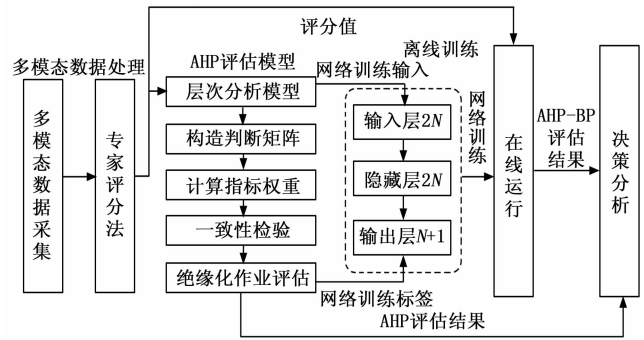 评分值
多模态数据处理
AHP评估模型
离线训练
网络训练输入
多模态数据采集
专家评分法
层次分析模型
构造判断矩阵
计算指标权重
一致性检验
绝缘化作业评估
输入层2N
隐藏层2N
输出层N+1
网络训练
在线运行
AHP-BP
评估
结果
决策分析
网络训练标签
AHP评估结果